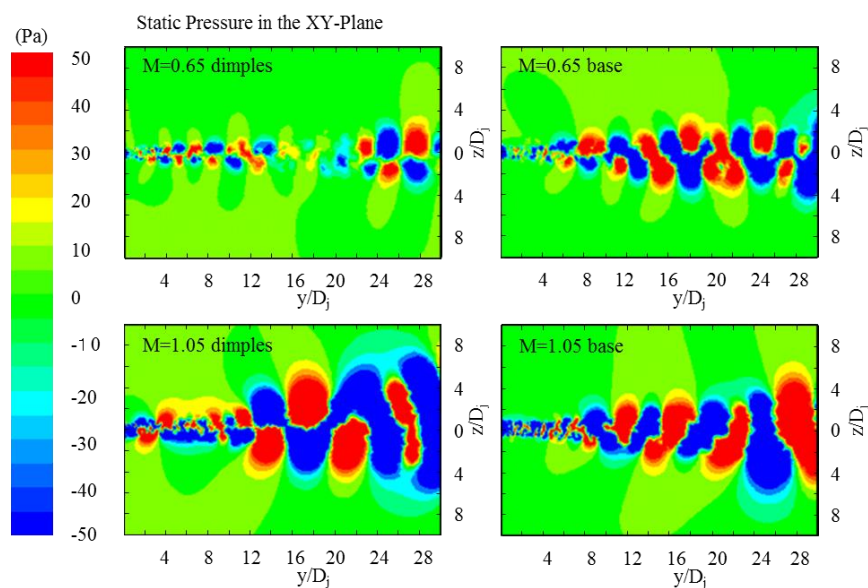 Static Pressure in the XY-Plane
(Pa)
50
40
30
20
10
0
-10
-20
-30
-40
-50
M=0.65 dimples
8
4
0
4
8
z/Dj
4 8 12 16 20 24 28
y/Dj
M=0.65 base
8
4
0
4
8
z/Dj
4 8 12 16 20 24 28
y/Dj
M=1.05 dimples
8
4
0
4
8
z/Dj
4 8 12 16 20 24 28
y/Dj
M=1.05 base
8
4
0
4
8
z/Dj
4 8 12 16 20 24 28
y/Dj